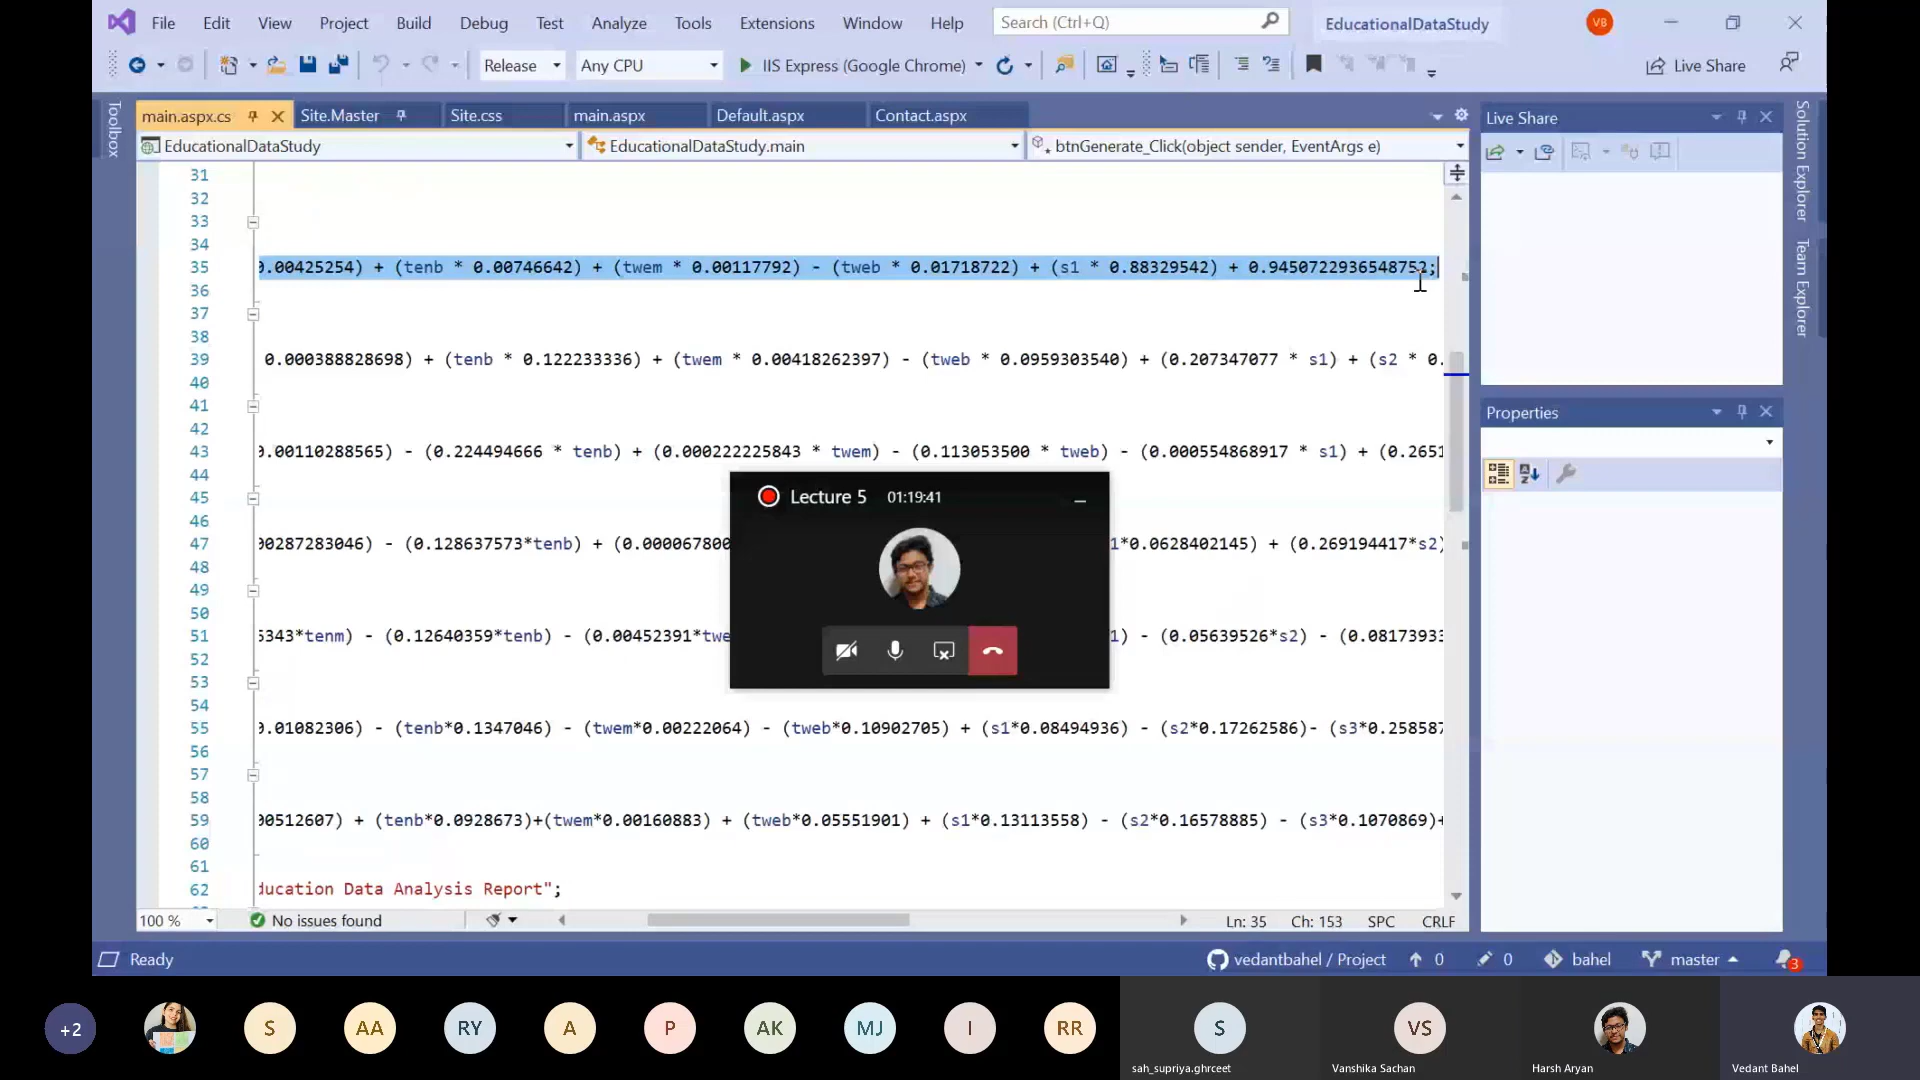 File Edit View Project Build Debug Test Analyze Tools Extensions Window Help Search (Ctrl+Q) EducationalDataStudy VB
Release Any CPU IIS Express (Google Chrome) Live Share
Toolbox
main.aspx.cs Site.Master Site.css main.aspx Default.aspx Contact.aspx
Live Share
EducationalDataStudy EducationalDataStudy.main btnGenerate_Click(object sender, EventArgs e)
Solution Explorer
Team Explorer
31
32
33
34
35 0.00425254) + (tenb * 0.00746642) + (twem * 0.00117792) - (tweb * 0.01718722) + (s1 * 0.88329542) + 0.9450722936548752;
36
37
38
39 0.000388828698) + (tenb * 0.122233336) + (twem * 0.00418262397) - (tweb * 0.0959303540) + (0.207347077 * s1) + (s2 * 0.
40
41
42
43 0.00110288565) - (0.224494666 * tenb) + (0.000222225843 * twem) - (0.113053500 * tweb) - (0.000554868917 * s1) + (0.2651
44
45
46
47 00287283046) - (0.128637573*tenb) + (0.000067800 1*0.0628402145) + (0.269194417*s2)
48
49
50
51 5343*tenm) - (0.12640359*tenb) - (0.00452391*twe 1) - (0.05639526*s2) - (0.0817393
52
53
54
55 0.01082306) - (tenb*0.1347046) - (twem*0.00222064) - (tweb*0.10902705) + (s1*0.08494936) - (s2*0.17262586)- (s3*0.258587
56
57
58
59 00512607) + (tenb*0.0928673)+(twem*0.00160883) + (tweb*0.05551901) + (s1*0.13113558) - (s2*0.16578885) - (s3*0.1070869)+
60
61
62 ducation Data Analysis Report";
Properties
Lecture 5 01:19:41
100 % No issues found Ln: 35 Ch: 153 SPC CRLF
Ready vedantbahel / Project 0 0 bahel master 3
+2 S AA RY A P AK MJ I RR S VS
sah_supriya.ghrceet Vanshika Sachan Harsh Aryan Vedant Bahel